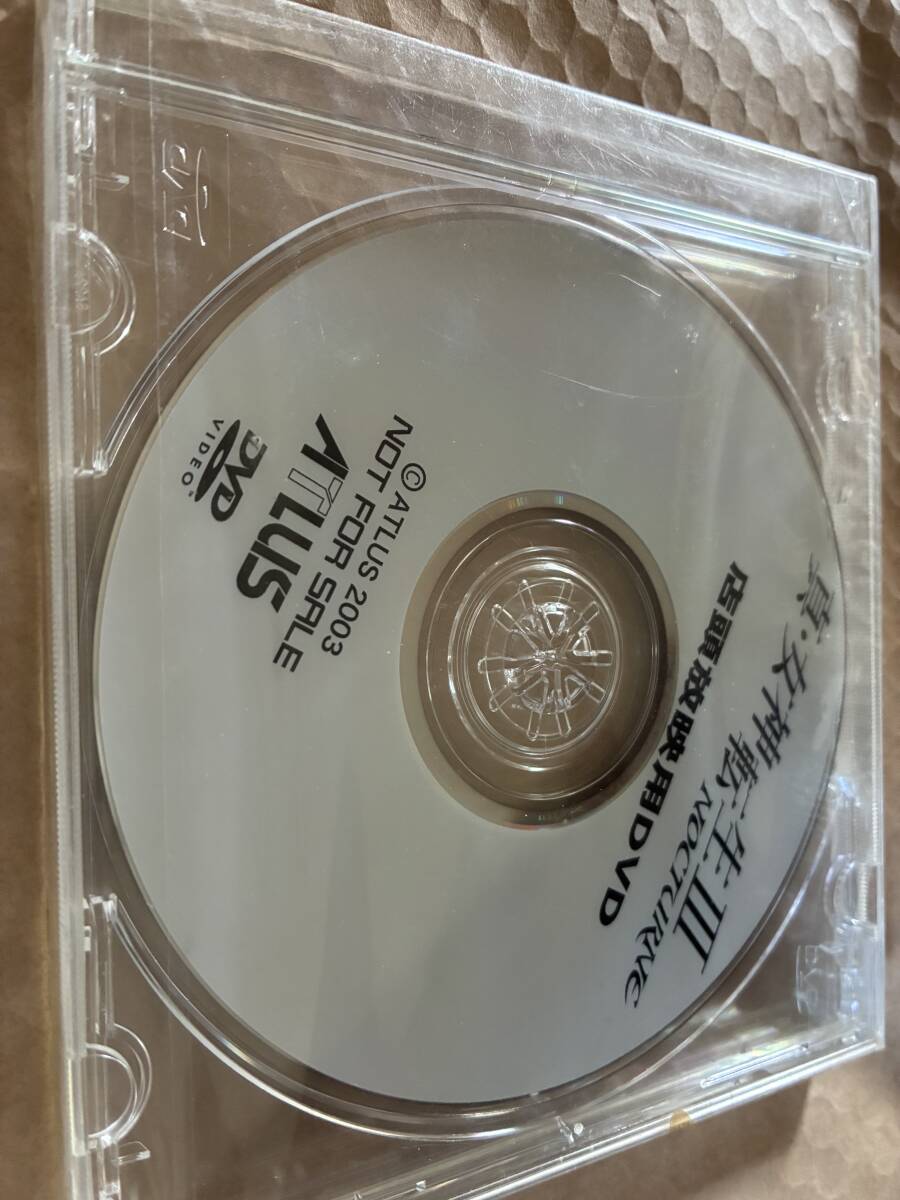 真・女神転生III
NOCTURNE
店頭放映用DVD
©ATLUS 2003
NOT FOR SALE
ATLUS
DVD
VIDEO™